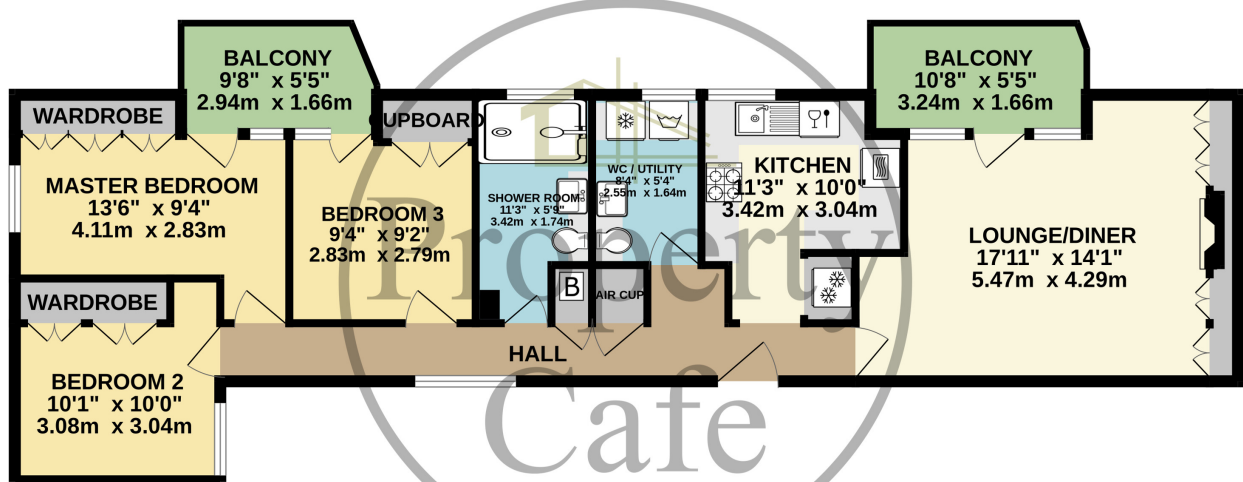 BALCONY
9'8" x 5'5"
2.94m x 1.66m
BALCONY
10'8" x 5'5"
3.24m x 1.66m
WARDROBE
CUPBOARD
MASTER BEDROOM
13'6" x 9'4"
4.11m x 2.83m
BEDROOM 3
9'4" x 9'2"
2.83m x 2.79m
SHOWER ROOM
11'3" x 5'9"
3.42m x 1.74m
WC / UTILITY
8'4" x 5'4"
2.55m x 1.64m
KITCHEN
11'3" x 10'0"
3.42m x 3.04m
LOUNGE/DINER
17'11" x 14'1"
5.47m x 4.29m
WARDROBE
B
AIR CUP
HALL
BEDROOM 2
10'1" x 10'0"
3.08m x 3.04m
Property
Cafe